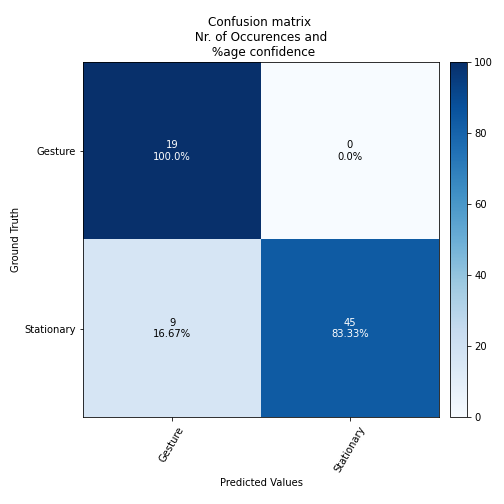 Confusion matrix
Nr. of Occurences and
%age confidence
Ground Truth
Gesture
Stationary
19
100.0%
0
0.0%
9
16.67%
45
83.33%
Gesture
Stationary
Predicted Values
100
80
60
40
20
0